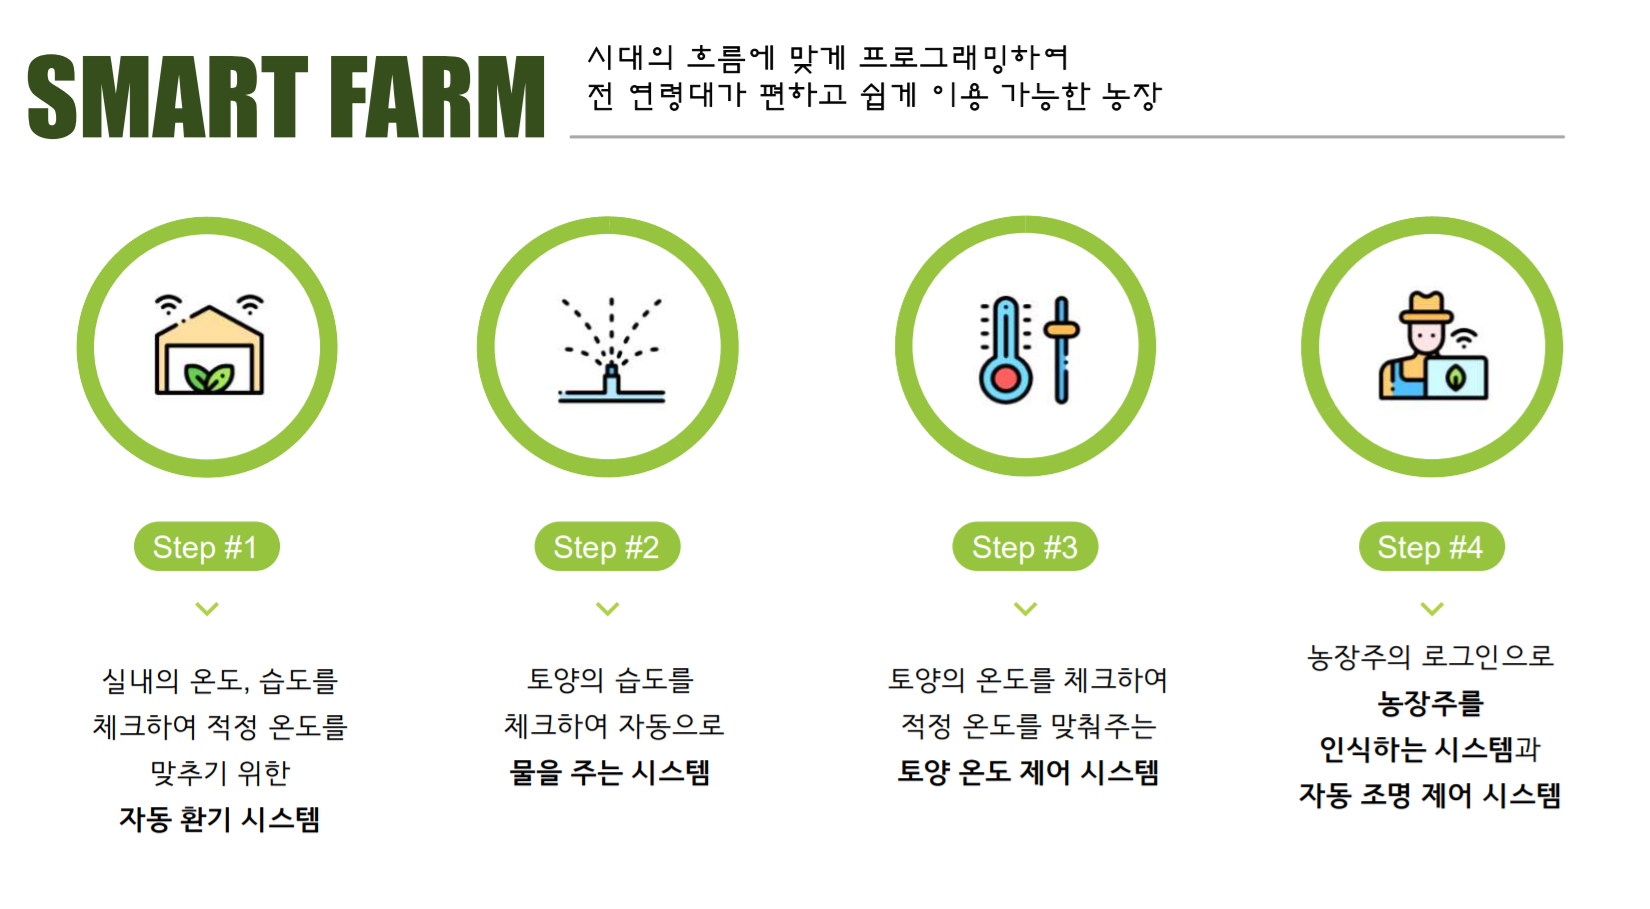 SMART FARM
시대의 흐름에 맞게 프로그래밍하여
전 연령대가 편하고 쉽게 이용 가능한 농장
Step #1
실내의 온도, 습도를
체크하여 적정 온도를
맞추기 위한
자동 환기 시스템
Step #2
토양의 습도를
체크하여 자동으로
물을 주는 시스템
Step #3
토양의 온도를 체크하여
적정 온도를 맞춰주는
토양 온도 제어 시스템
Step #4
농장주의 로그인으로
농장주를
인식하는 시스템과
자동 조명 제어 시스템